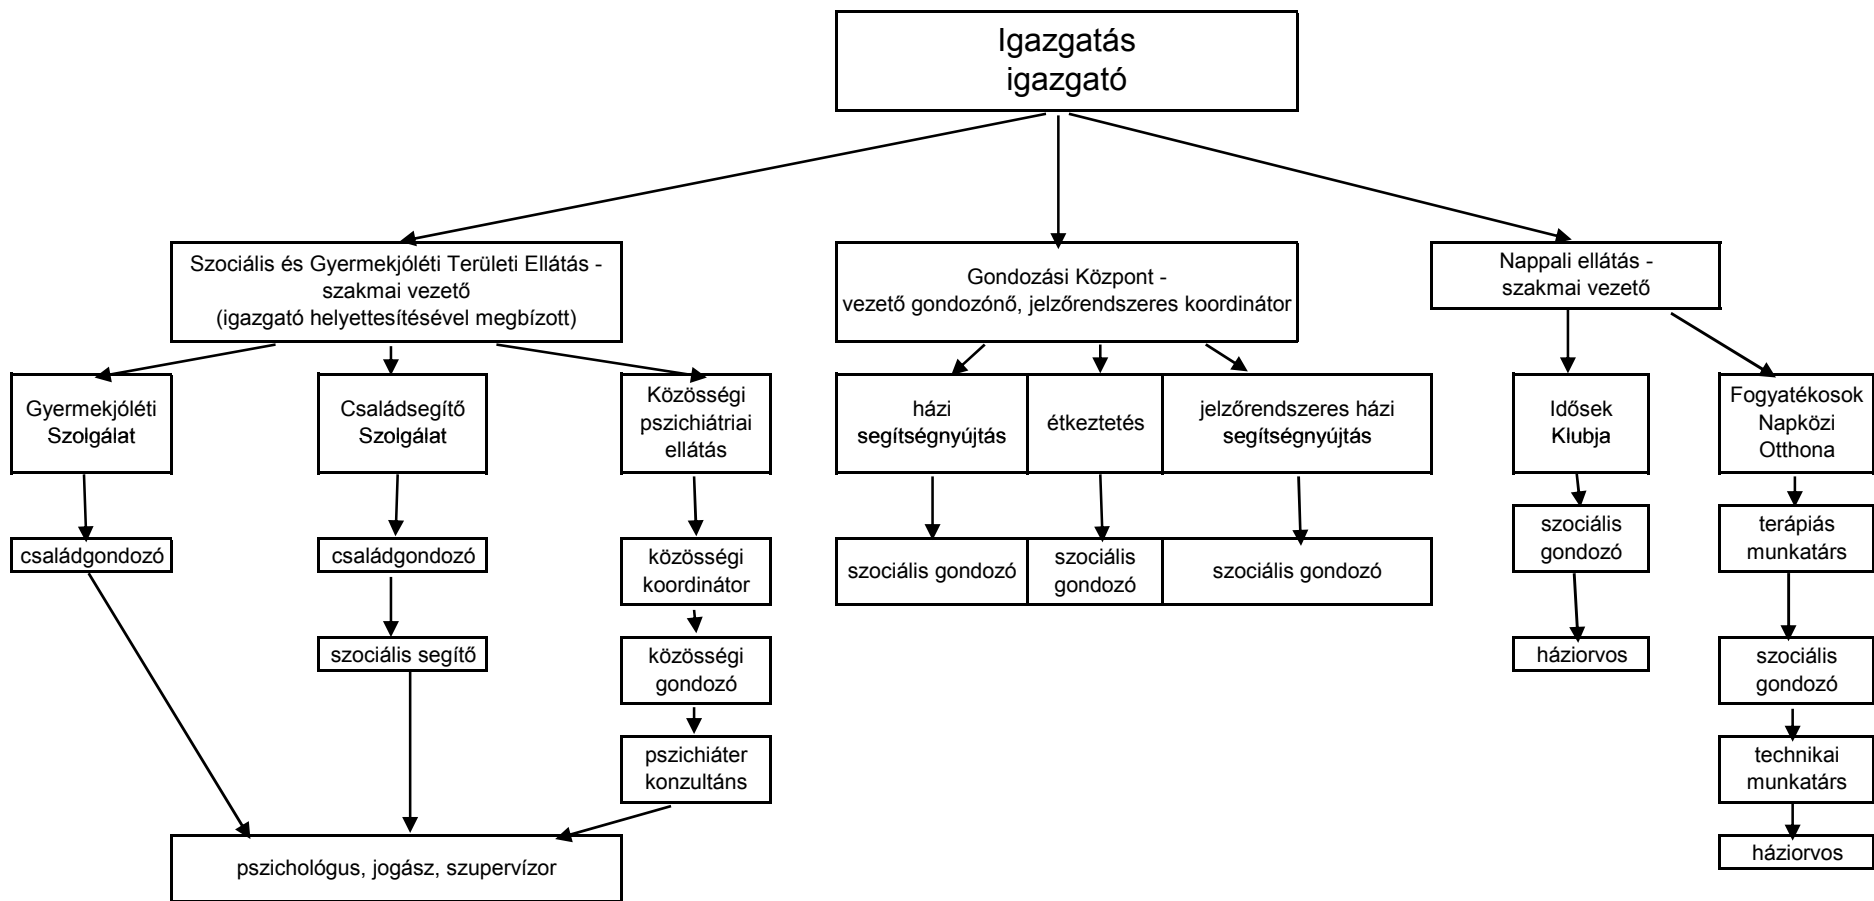 Igazgatás
igazgató
Szociális és Gyermekjóléti Területi Ellátás -
szakmai vezető
(igazgató helyettesítésével megbízott)
Gondozási Központ -
vezető gondozónő, jelzőrendszeres koordinátor
Nappali ellátás -
szakmai vezető
Gyermekjóléti
Szolgálat
Családsegítő
Szolgálat
Közösségi
pszichiátriai
ellátás
házi
segítségnyújtás
étkeztetés
jelzőrendszeres házi
segítségnyújtás
Idősek
Klubja
Fogyatékosok
Napközi
Otthona
családgondozó
családgondozó
közösségi
koordinátor
szociális gondozó
szociális
gondozó
szociális gondozó
szociális
gondozó
terápiás
munkatárs
szociális segítő
közösségi
gondozó
háziorvos
szociális
gondozó
pszichiáter
konzultáns
technikai
munkatárs
pszichológus, jogász, szupervízor
háziorvos